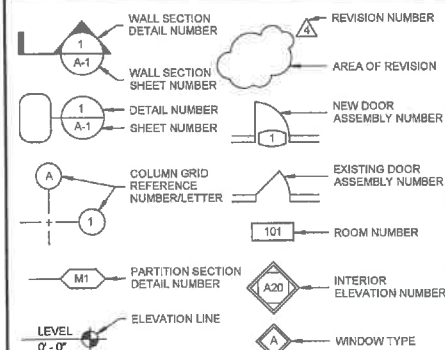 WALL SECTION
DETAIL NUMBER
1
A-1
WALL SECTION
SHEET NUMBER
1
A-1
DETAIL NUMBER
SHEET NUMBER
A
COLUMN GRID
REFERENCE
NUMBER/LETTER
1
M1
PARTITION SECTION
DETAIL NUMBER
ELEVATION LINE
LEVEL
0'-0"
REVISION NUMBER
4
AREA OF REVISION
NEW DOOR
ASSEMBLY NUMBER
1
EXISTING DOOR
ASSEMBLY NUMBER
101
ROOM NUMBER
A20
INTERIOR
ELEVATION NUMBER
A
WINDOW TYPE